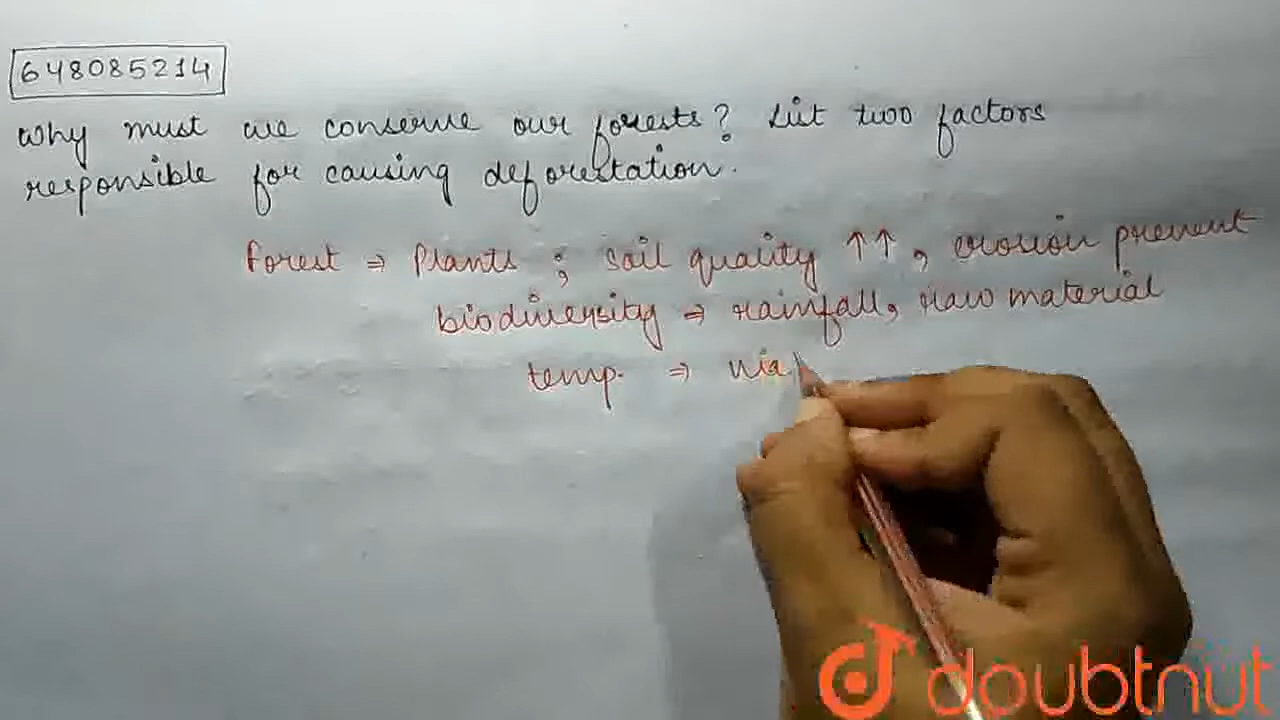 648085214
Why must we conserve our forests? List two factors
responsible for causing deforestation.
Forest ⇒ Plants ; soil quality ↑↑, erosion prevent
biodiversity ⇒ rainfall, raw material
temp. ⇒
doubtnut